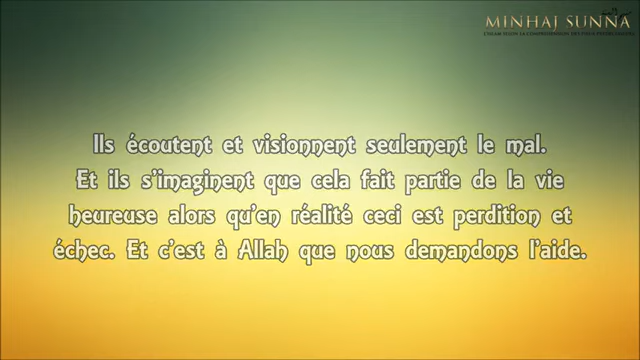 MINHAJ SUNNA
Ils écoutent et visionnent seulement le mal.
Et ils s'imaginent que cela fait partie de la vie
heureuse alors qu'en réalité ceci est perdition et
échec. Et c'est à Allah que nous demandons l'aide.